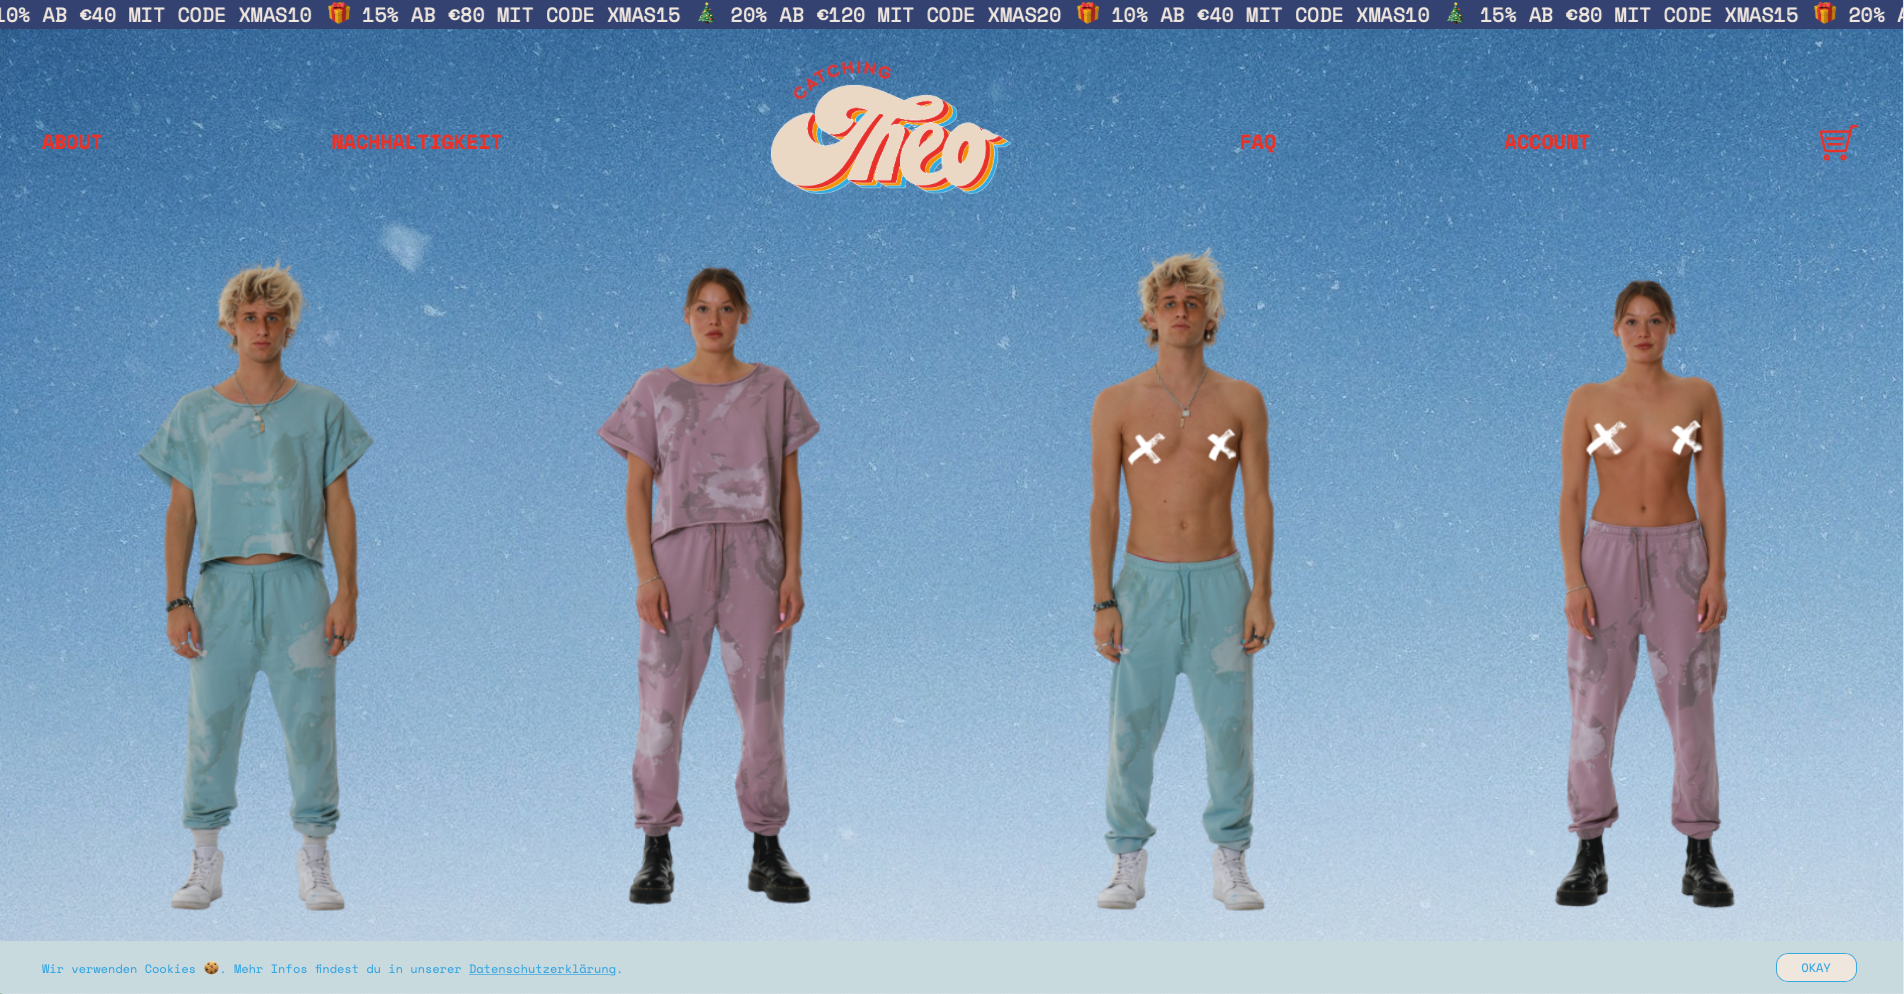 10% AB €40 MIT CODE XMAS10 🎁 15% AB €80 MIT CODE XMAS15 🎄 20% AB €120 MIT CODE XMAS20 🎁 10% AB €40 MIT CODE XMAS10 🎄 15% AB €80 MIT CODE XMAS15 🎁 20% A
CATCHING
Theo
ABOUT
NACHHALTIGKEIT
FAQ
ACCOUNT
Wir verwenden Cookies 🍪. Mehr Infos findest du in unserer Datenschutzerklärung.
OKAY